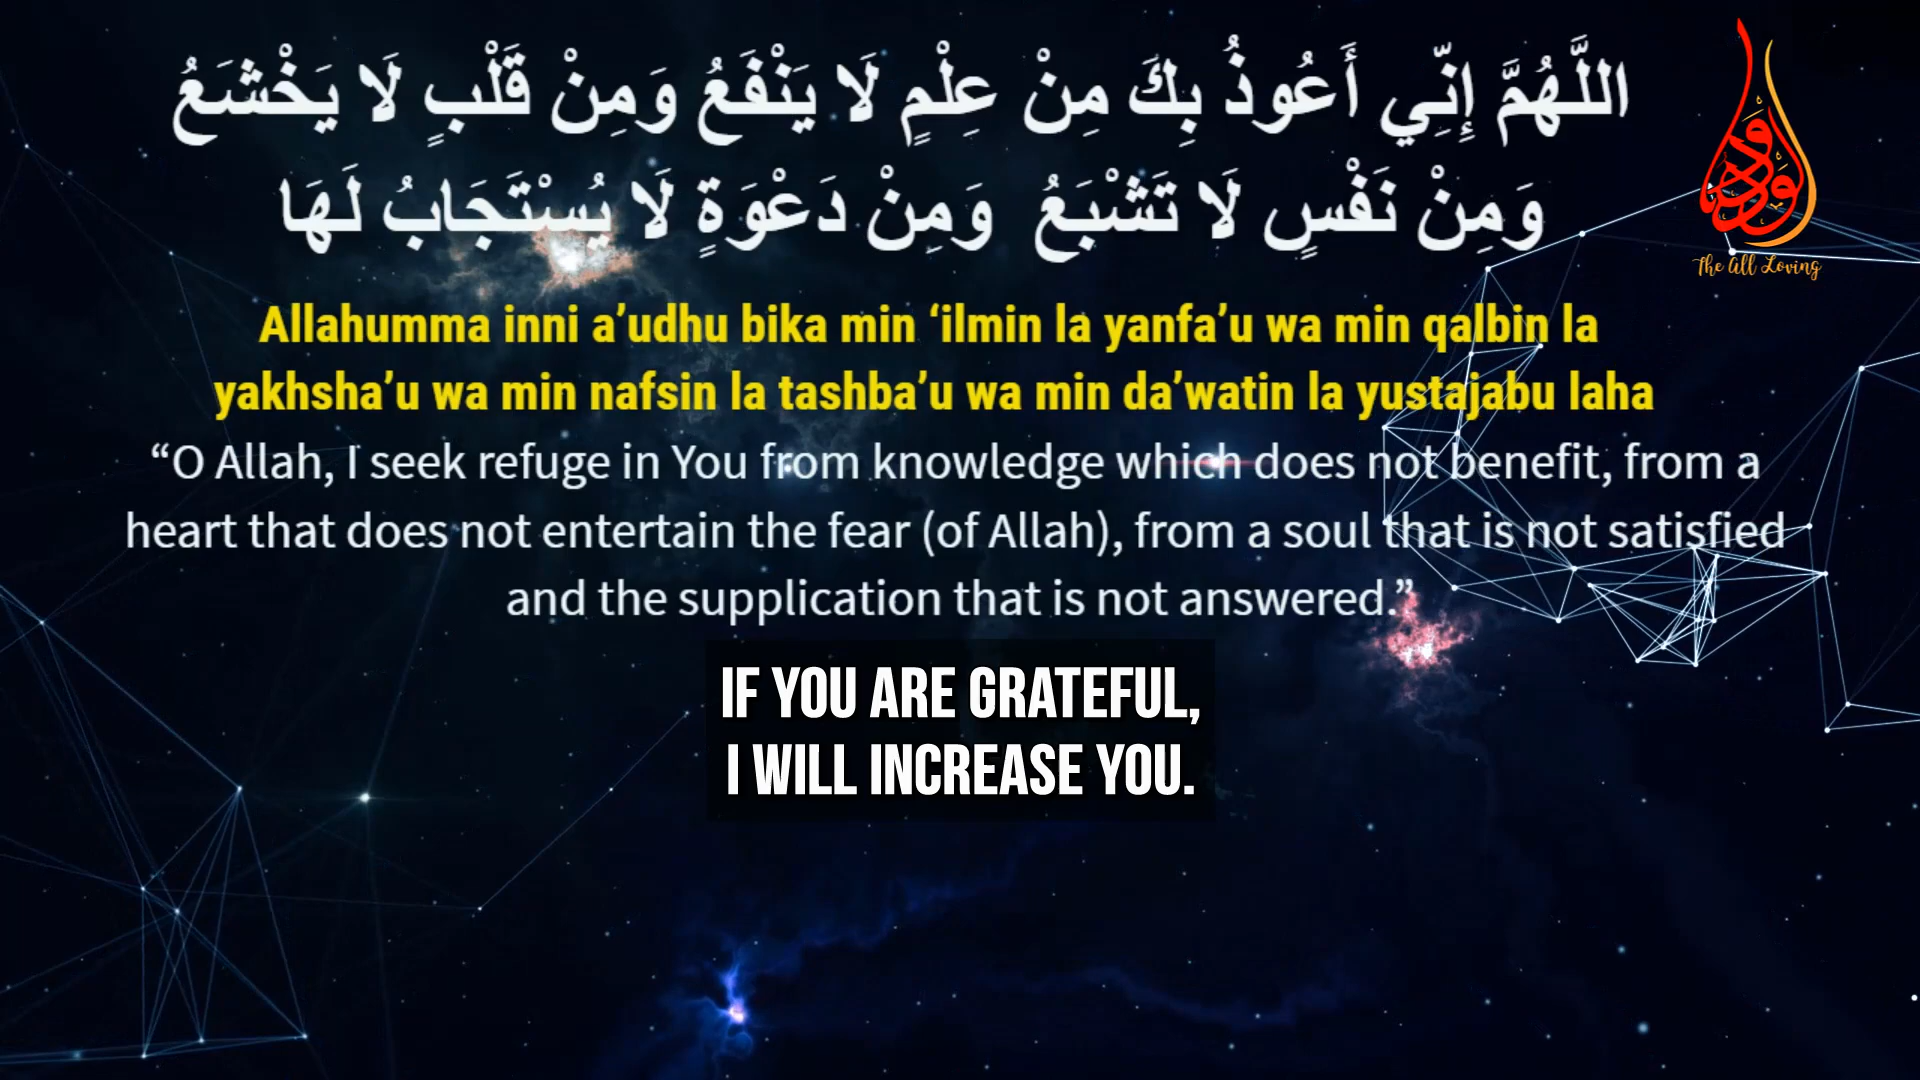 اللَّهُمَّ إِنِّي أَعُوذُ بِكَ مِنْ عِلْمٍ لَا يَنْفَعُ وَمِنْ قَلْبٍ لَا يَخْشَعُ
وَمِنْ نَفْسٍ لَا تَشْبَعُ وَمِنْ دَعْوَةٍ لَا يُسْتَجَابُ لَهَا
Allahumma inni a’udhu bika min ‘ilmin la yanfa’u wa min qalbin la
yakhsha’u wa min nafsin la tashba’u wa min da’watin la yustajabu laha
“O Allah, I seek refuge in You from knowledge which does not benefit, from a
heart that does not entertain the fear (of Allah), from a soul that is not satisfied
and the supplication that is not answered.”
IF YOU ARE GRATEFUL,
I WILL INCREASE YOU.
الودود
The All Loving